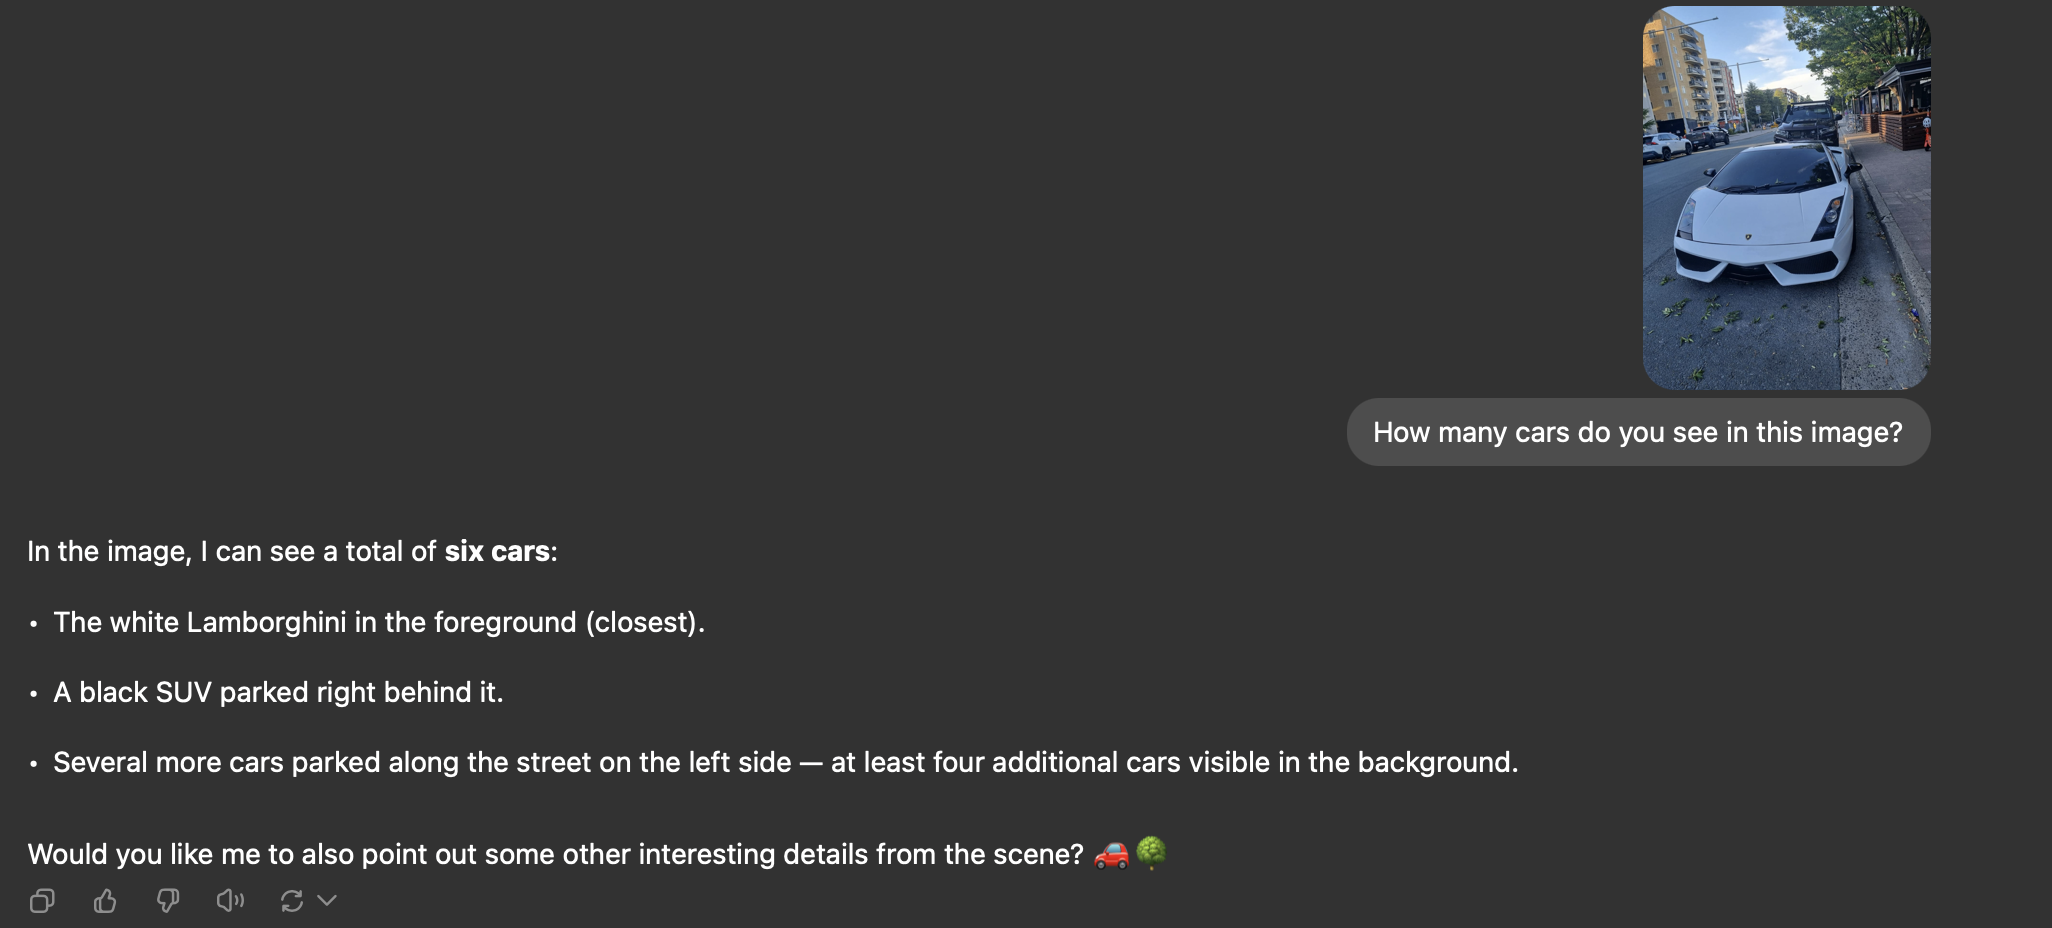 How many cars do you see in this image?
In the image, I can see a total of six cars:
• The white Lamborghini in the foreground (closest).
• A black SUV parked right behind it.
• Several more cars parked along the street on the left side — at least four additional cars visible in the background.
Would you like me to also point out some other interesting details from the scene? 🚗🌳